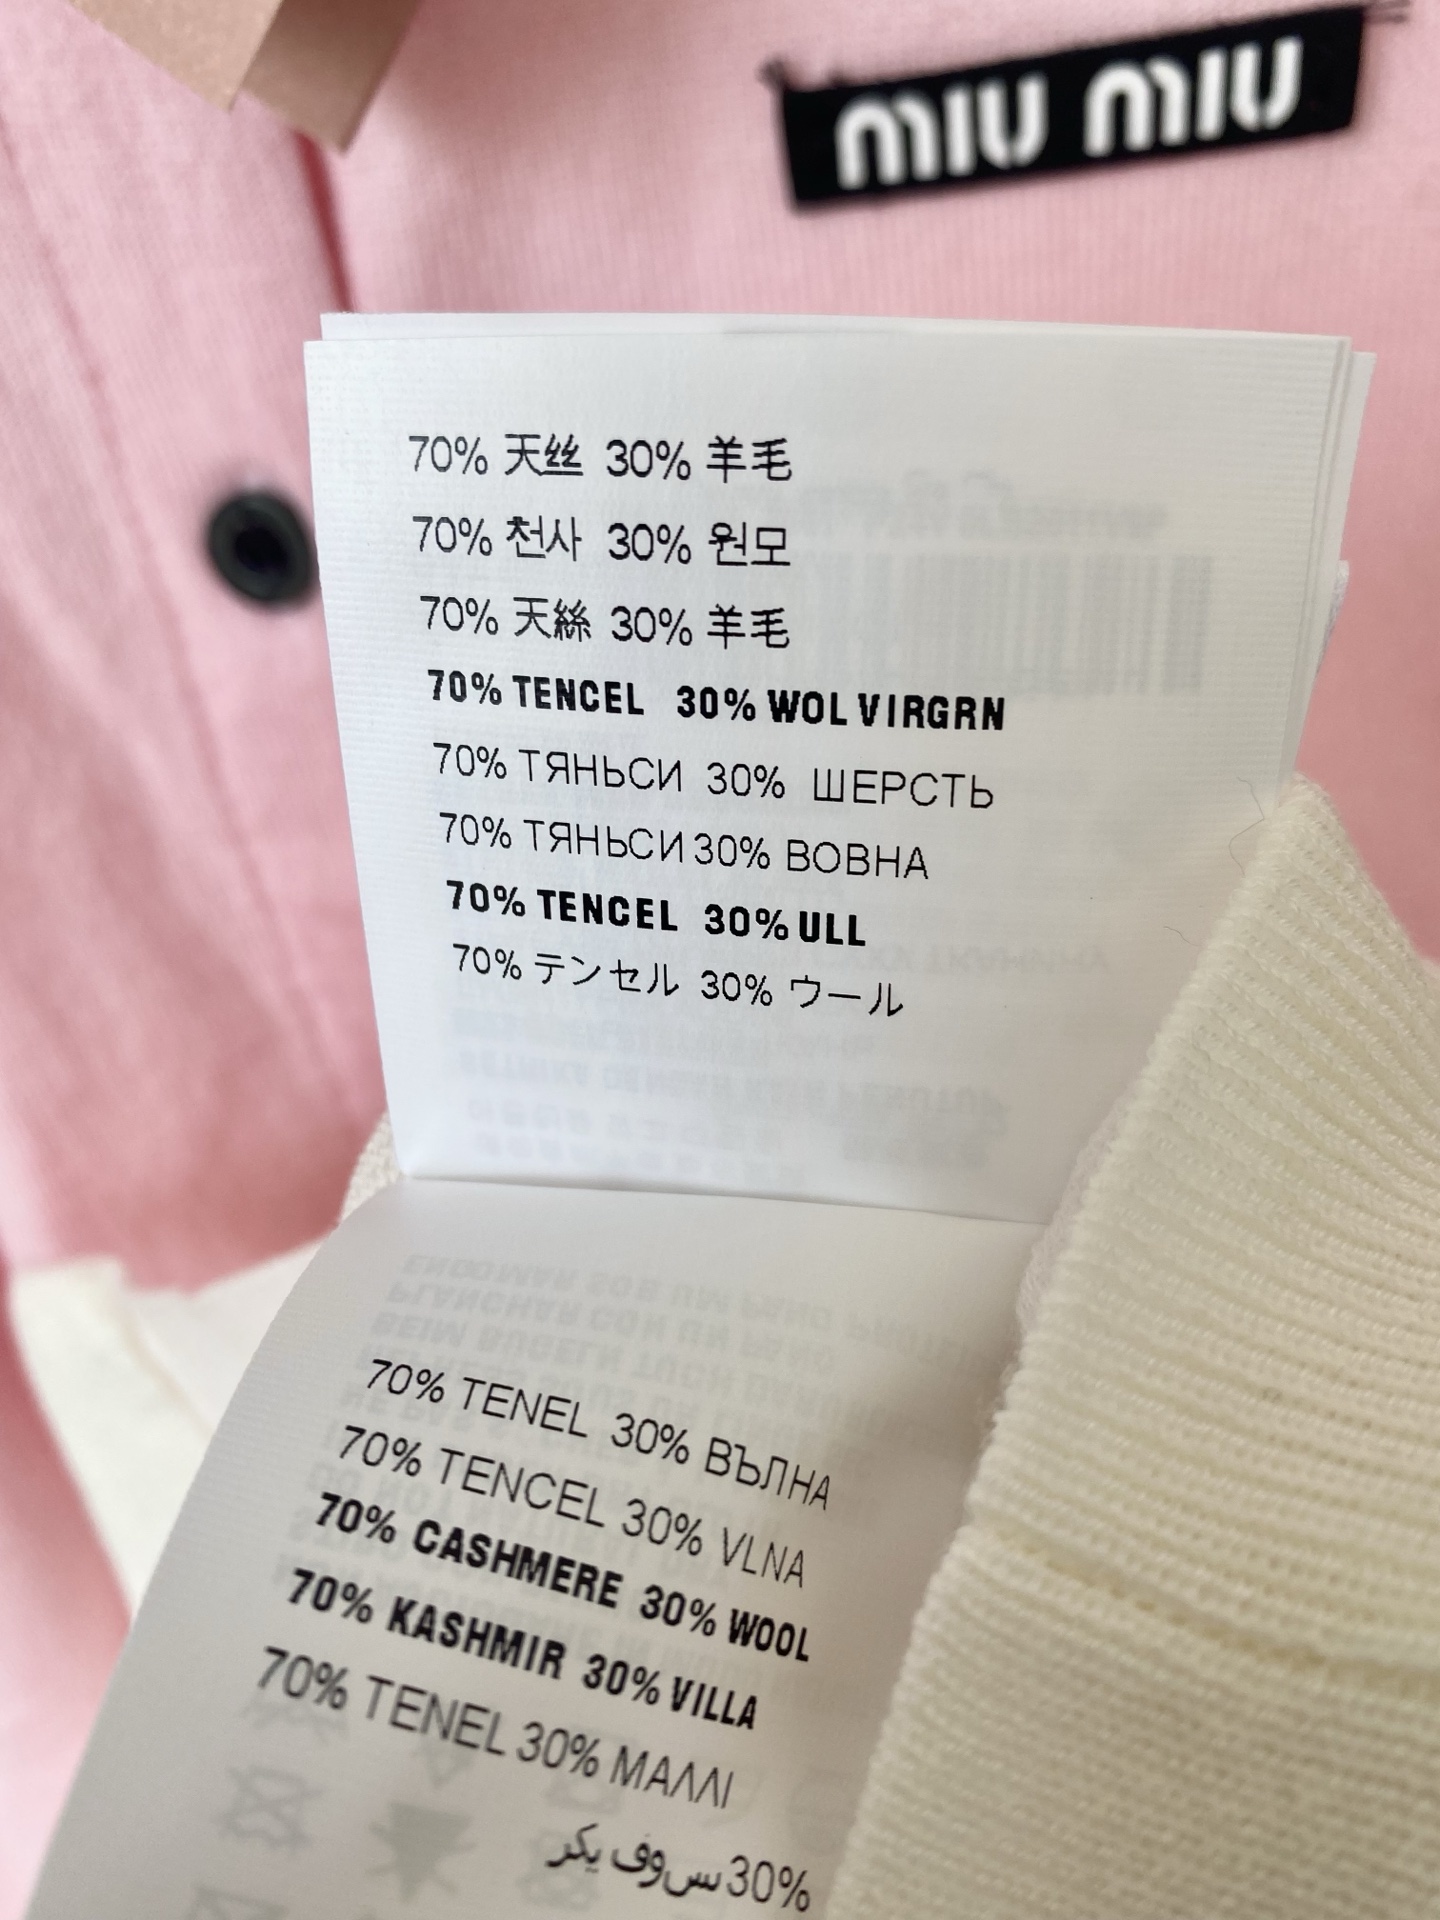 MIU MIU
70% 天丝 30% 羊毛
70% 천사 30% 원모
70% 天絲 30% 羊毛
70% TENCEL 30% WOL VIRGRN
70% ТЯНЬСИ 30% ШЕРСТЬ
70% ТЯНЬСИ 30% ВОВНА
70% TENCEL 30% ULL
70% テンセル 30% ウール
70% TENEL 30% ВЪЛНА
70% TENCEL 30% VLNA
70% CASHMERE 30% WOOL
70% KASHMIR 30% VILLA
70% TENEL 30% ΜΑΛΛΙ
30% سوف يكر